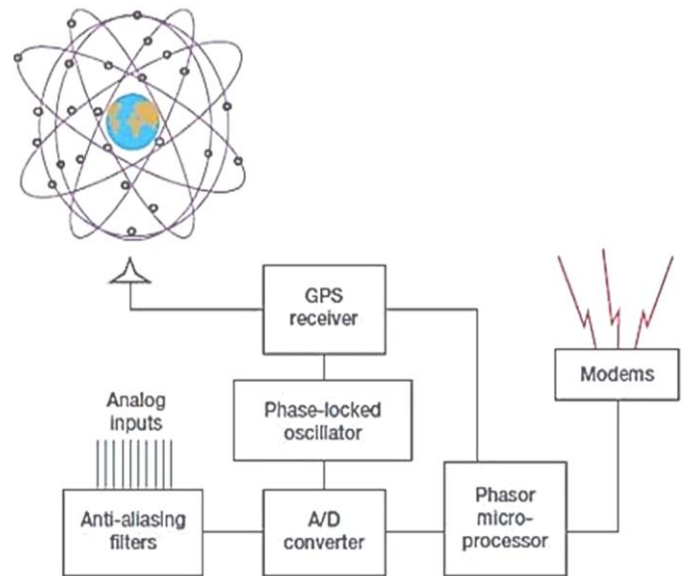 GPS
receiver
Modems
Phase-locked
oscillator
Analog
inputs
Anti-aliasing
filters
A/D
converter
Phasor
micro-
processor